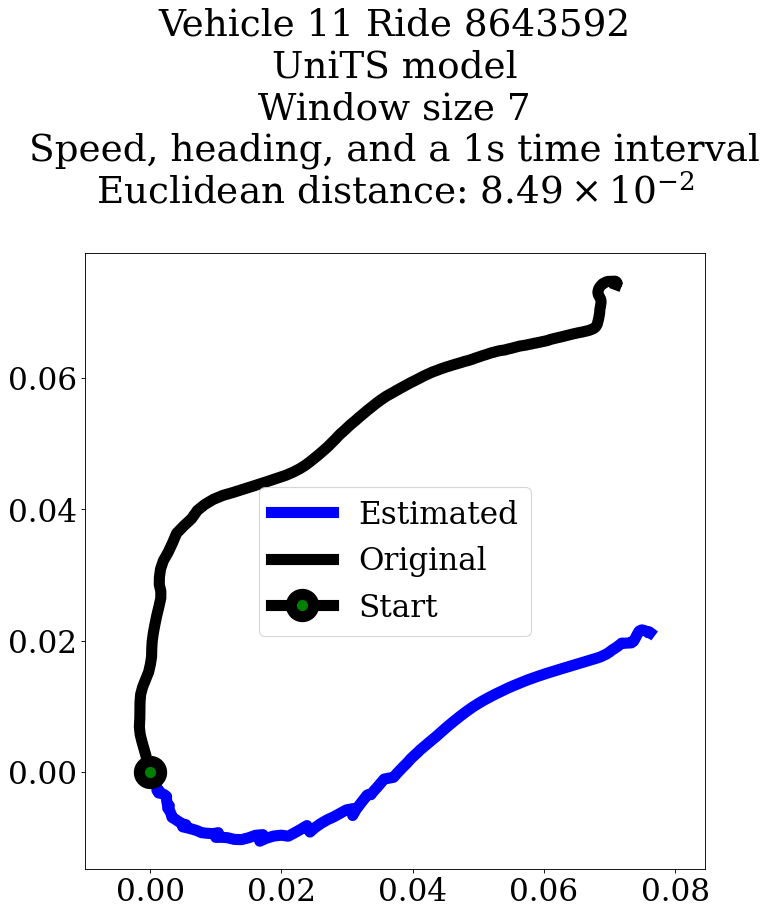 Vehicle 11 Ride 8643592
UniTS model
Window size 7
Speed, heading, and a 1s time interval
Euclidean distance: 8.49 × 10⁻²
0.06
0.04
0.02
0.00
Estimated
Original
Start
0.00 0.02 0.04 0.06 0.08